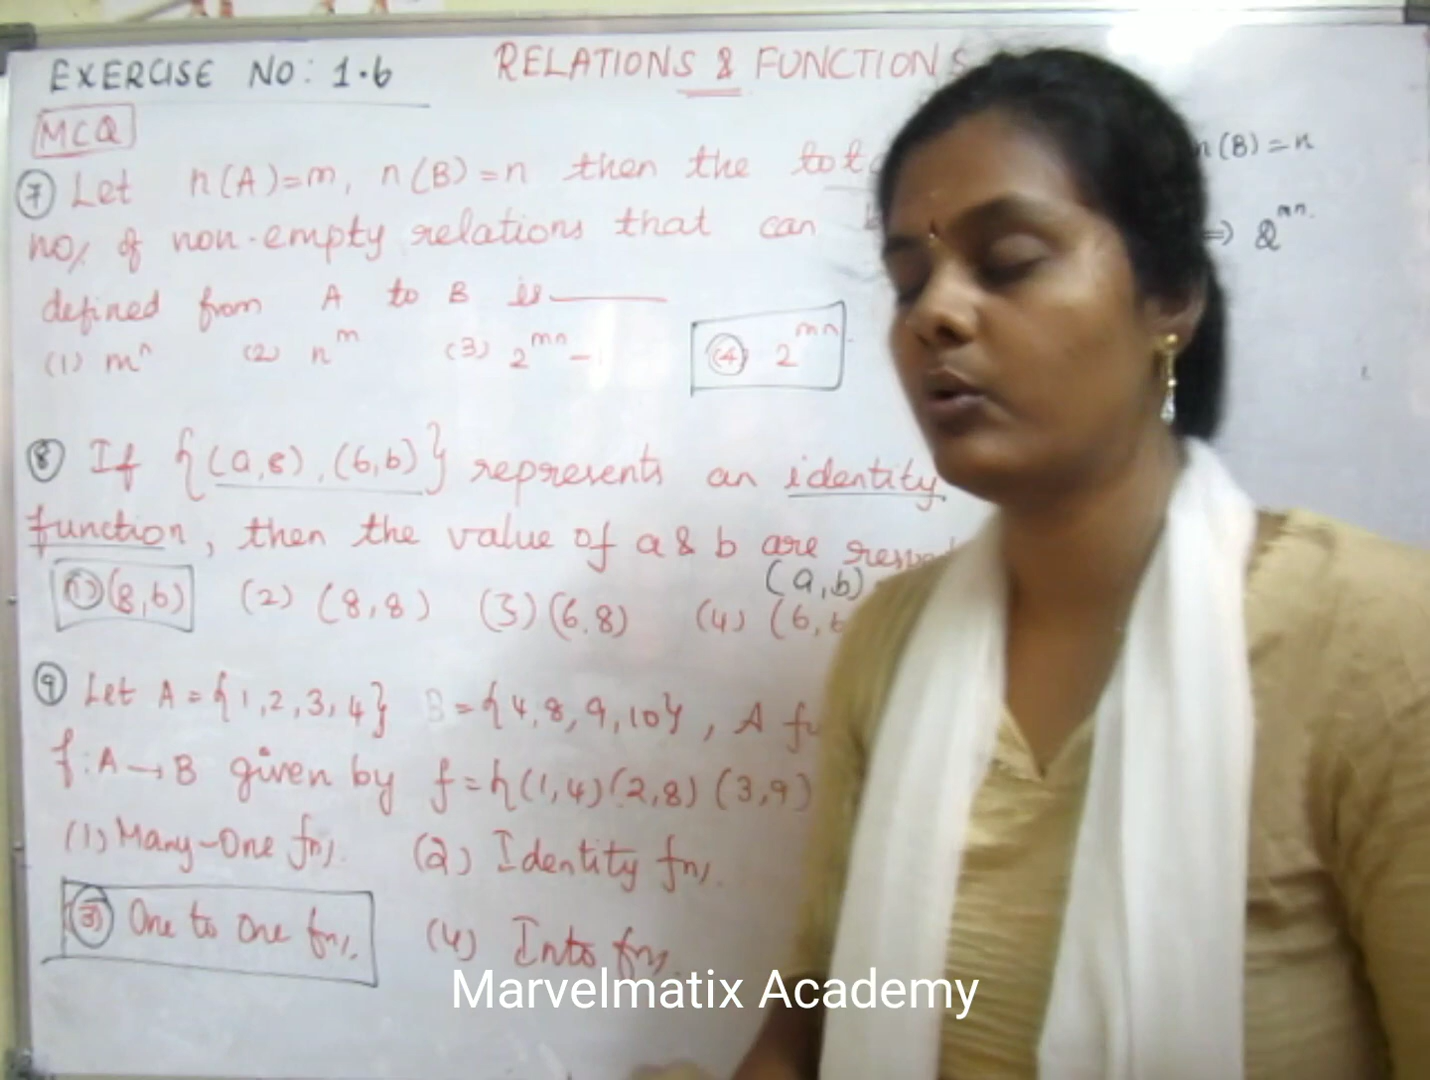 EXERCISE NO: 1.6
RELATIONS & FUNCTIONS
MCQ
n(B)=n
⑦ Let n(A)=m, n(B)=n then the
no/. of non-empty relations that can
⇒ 2^mn.
defined from A to B is ______
(1) m^n (2) n^m (3) 2^mn - 1 (4) 2^mn.
⑧ If {(a,8), (6,b)} represents an identity
function, then the value of a & b are
(a,b)
(1) (8,6) (2) (8,8) (3) (6,8) (4) (6,6
⑨ Let A={1,2,3,4} B={4,8,9,10}, A
f:A→B given by f={(1,4)(2,8)(3,9)
(1) Many-One fn/. (2) Identity fn/.
(3) One to One fn/. (4) Into fn/.
Marvelmatix Academy